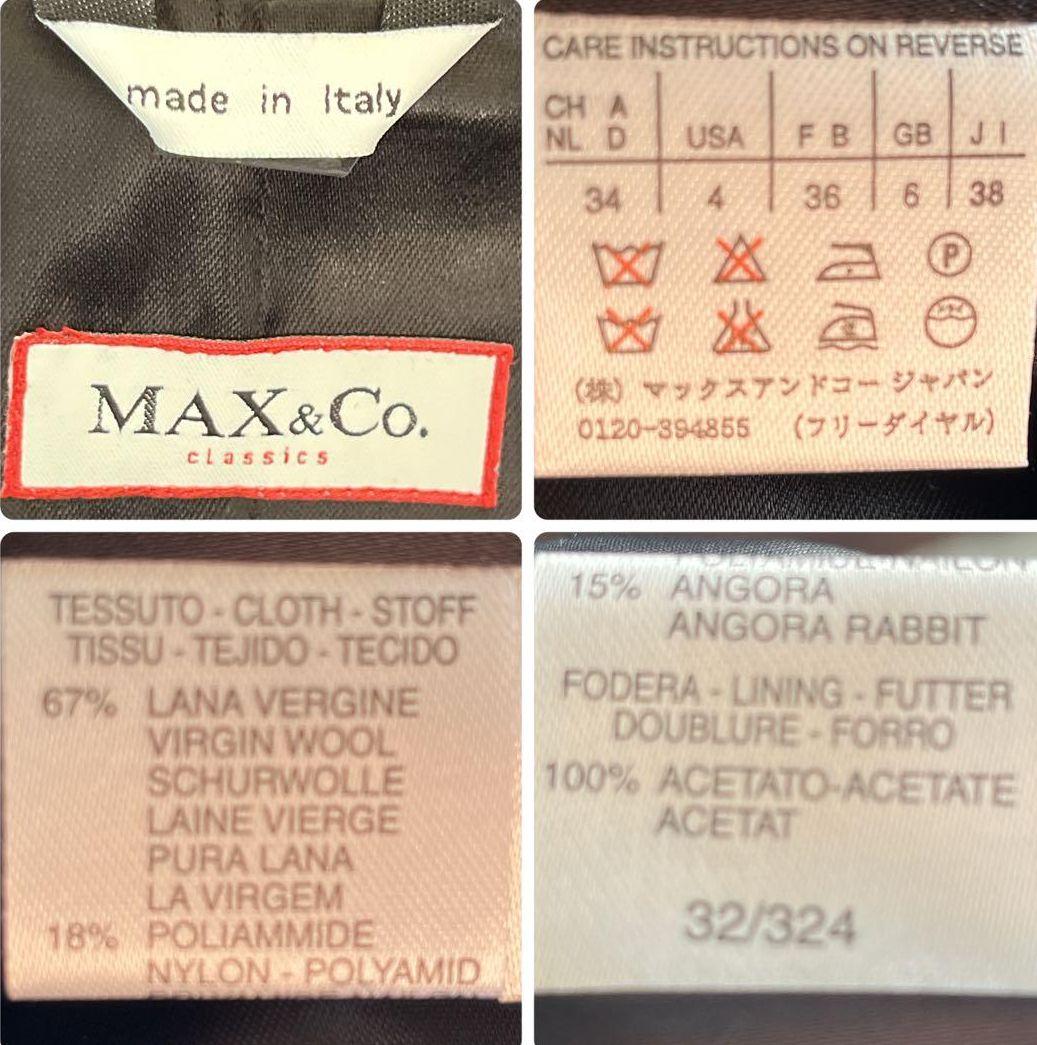 made in Italy
MAX&Co.
classics
CARE INSTRUCTIONS ON REVERSE
CH A
NL D USA F B GB J I
34 4 36 6 38
P
(株) マックスアンドコー ジャパン
0120-394855 (フリーダイヤル)
TESSUTO - CLOTH - STOFF
TISSU - TEJIDO - TECIDO
67% LANA VERGINE
VIRGIN WOOL
SCHURWOLLE
LAINE VIERGE
PURA LANA
LA VIRGEM
18% POLIAMMIDE
NYLON - POLYAMID
15% ANGORA
ANGORA RABBIT
FODERA - LINING - FUTTER
DOUBLURE - FORRO
100% ACETATO-ACETATE
ACETAT
32/324